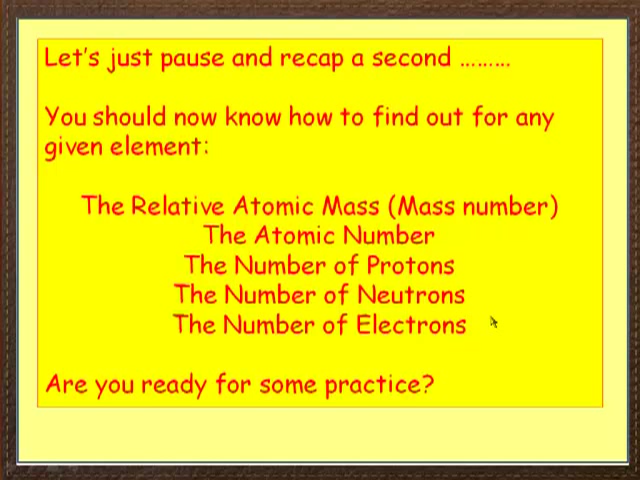 Let's just pause and recap a second .........
You should now know how to find out for any
given element:
The Relative Atomic Mass (Mass number)
The Atomic Number
The Number of Protons
The Number of Neutrons
The Number of Electrons
Are you ready for some practice?